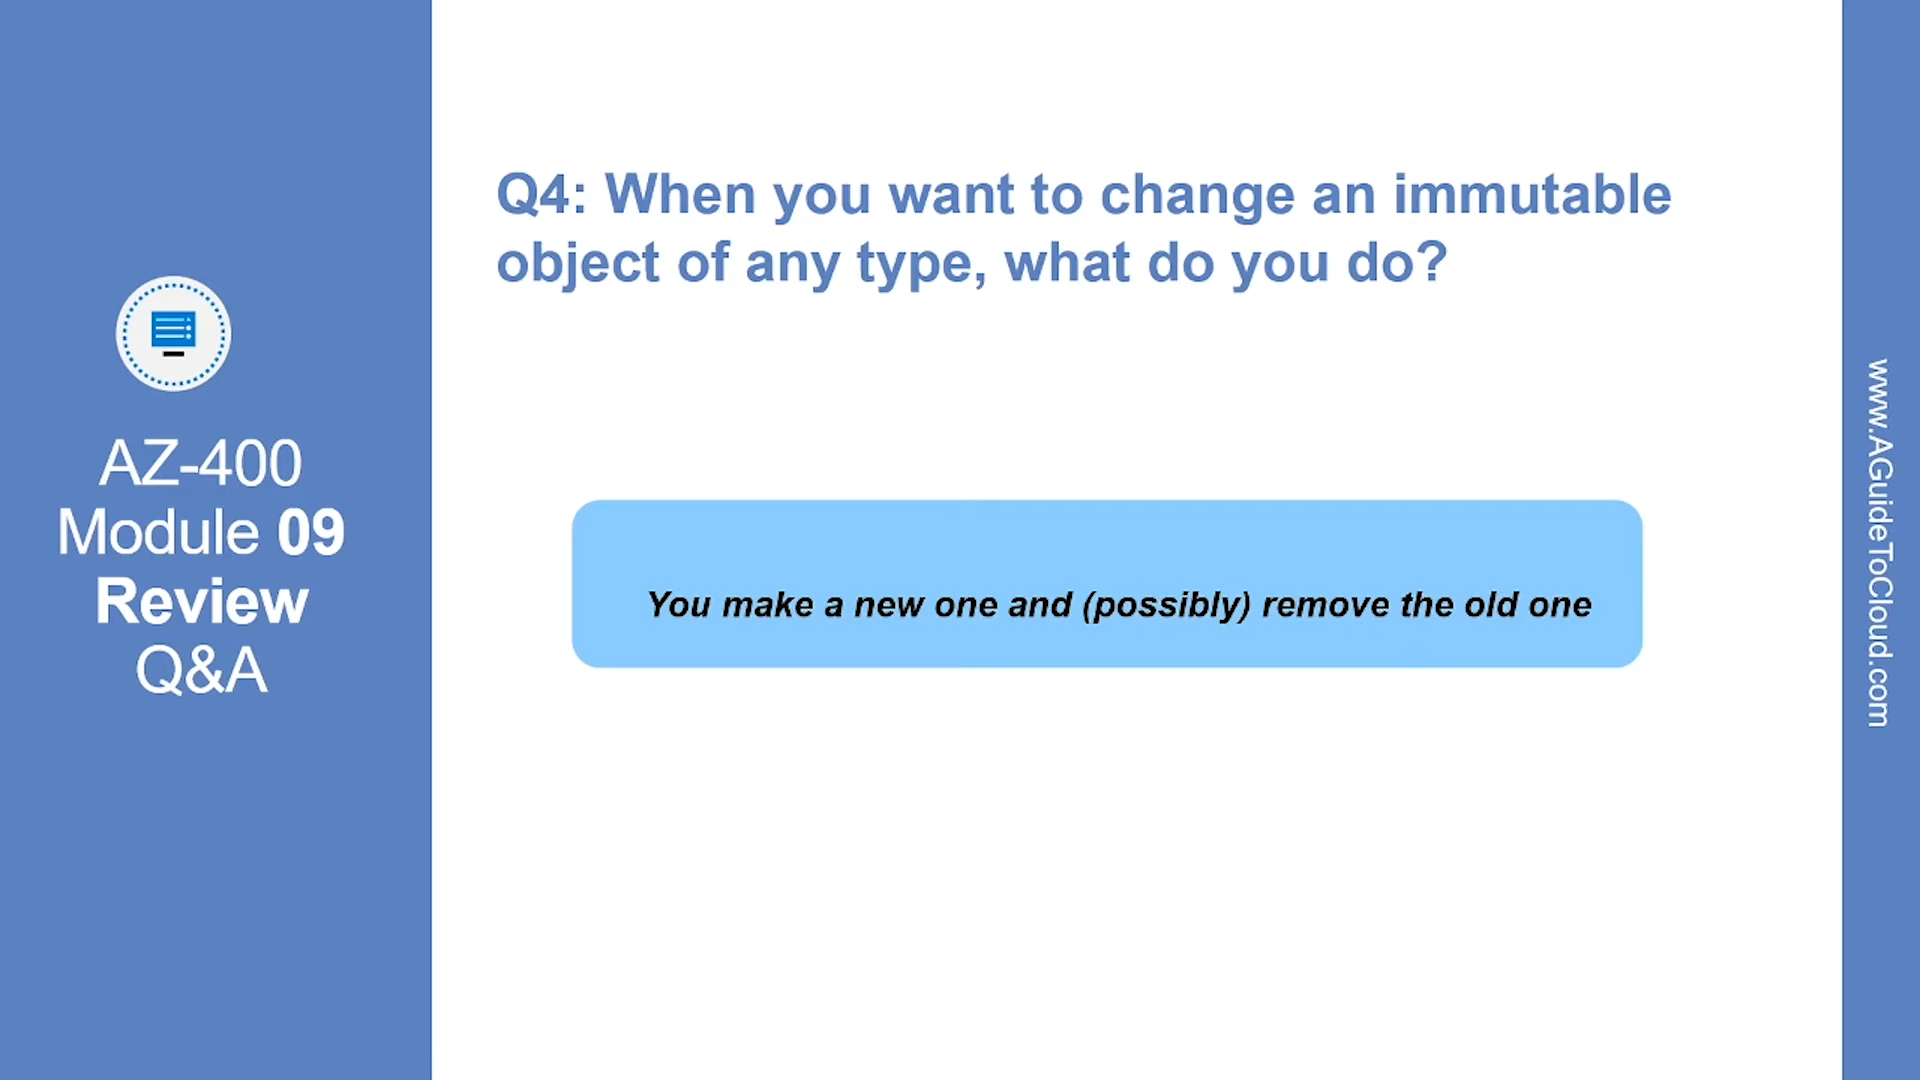 AZ-400
Module 09
Review
Q&A
Q4: When you want to change an immutable
object of any type, what do you do?
You make a new one and (possibly) remove the old one
www.AGuideToCloud.com